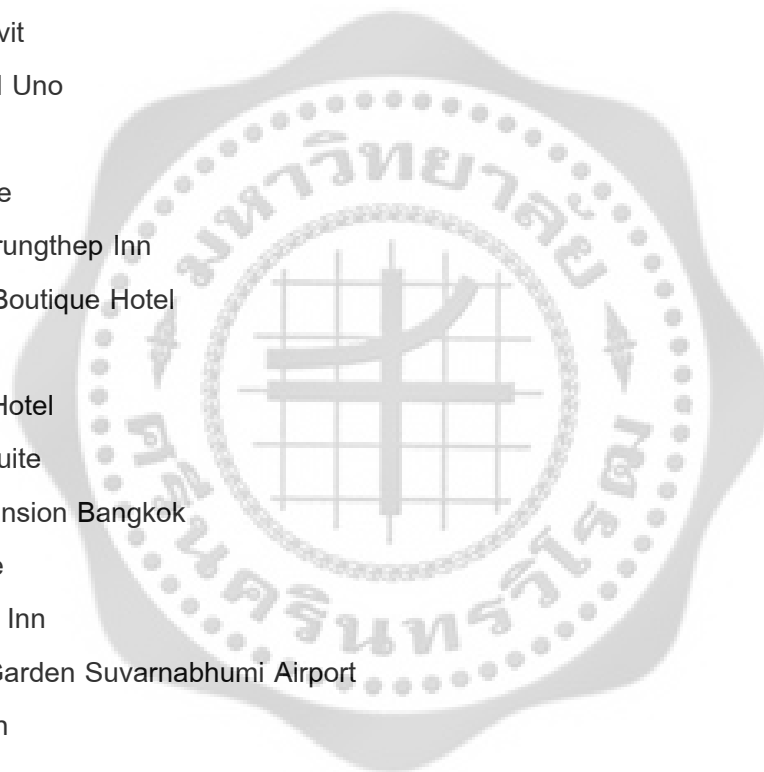 vit
l Uno
e
rungthep Inn
Boutique Hotel
Hotel
uite
nsion Bangkok
e
Inn
Garden Suvarnabhumi Airport
n
มหาวิทยาลัย
ศรีนครินทรวิโรฒ